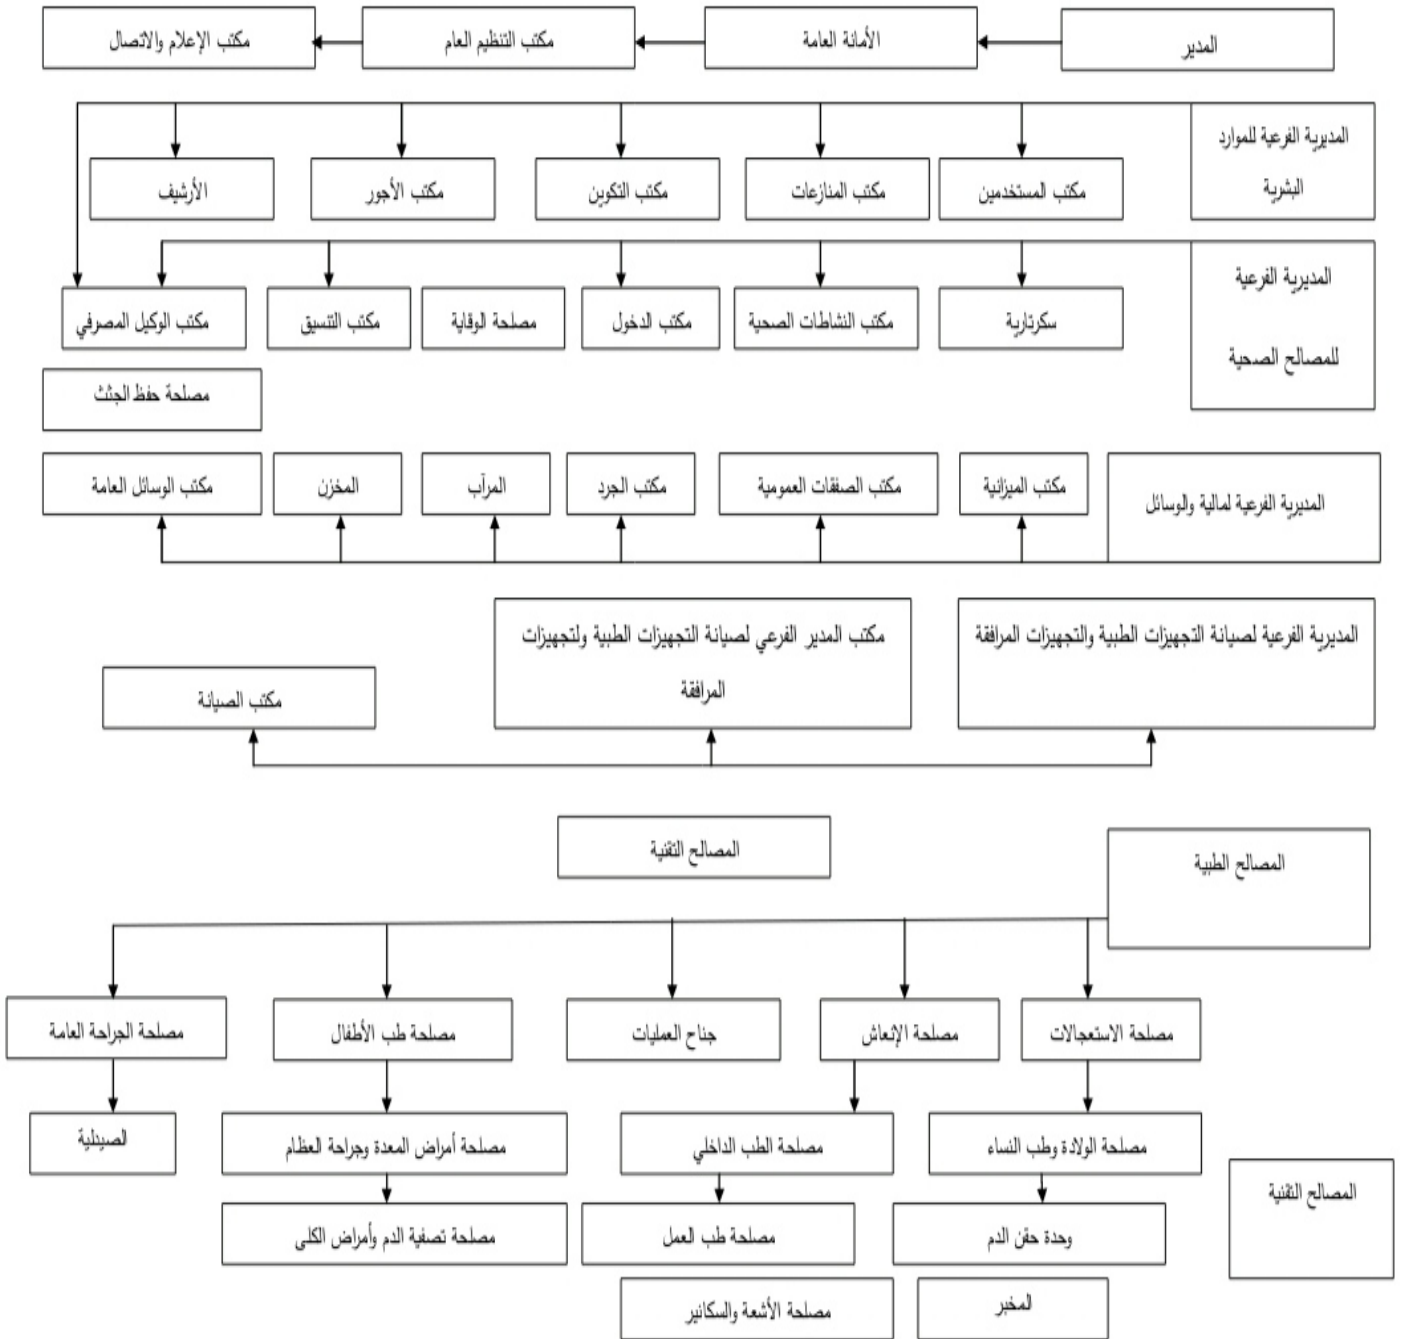 المدير
الأمانة العامة
مكتب التنظيم العام
مكتب الإعلام والاتصال
المديرية الفرعية للموارد
البشرية
مكتب المستخدمين
مكتب المنازعات
مكتب التكوين
مكتب الأجور
الأرشيف
المديرية الفرعية
للمصالح الصحية
سكرتارية
مكتب النشاطات الصحية
مكتب الدخول
مصلحة الوقاية
مكتب التنسيق
مكتب الوكيل المصرفي
مصلحة حفظ الجثث
المديرية الفرعية لمالية والوسائل
مكتب الميزانية
مكتب الصفقات العمومية
مكتب الجرد
المرآب
المخزن
مكتب الوسائل العامة
المديرية الفرعية لصيانة التجهيزات الطبية والتجهيزات المرافقة
مكتب المدير الفرعي لصيانة التجهيزات الطبية ولتجهيزات
المرافقة
مكتب الصيانة
المصالح التقنية
المصالح الطبية
مصلحة الاستعجالات
مصلحة الإنعاش
جناح العمليات
مصلحة طب الأطفال
مصلحة الجراحة العامة
مصلحة الولادة وطب النساء
مصلحة الطب الداخلي
مصلحة أمراض المعدة وجراحة العظام
الصيدلية
المصالح التقنية
وحدة حقن الدم
مصلحة طب العمل
مصلحة تصفية الدم وأمراض الكلى
المخبر
مصلحة الأشعة والسكانير